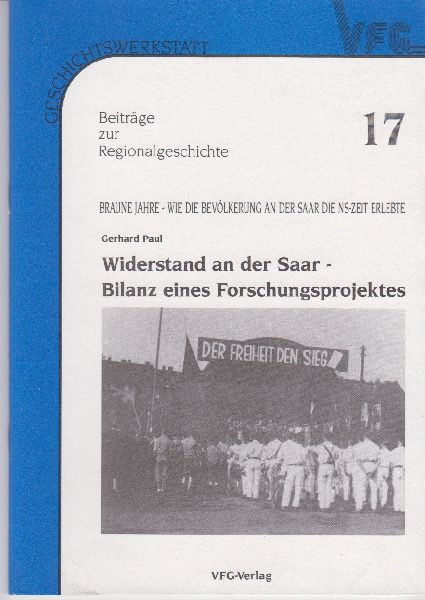 GESCHICHTSWERKSTATT
VFG
Beiträge
zur
Regionalgeschichte
17
BRAUNE JAHRE - WIE DIE BEVÖLKERUNG AN DER SAAR DIE NS-ZEIT ERLEBTE
Gerhard Paul
Widerstand an der Saar -
Bilanz eines Forschungsprojektes
DER FREIHEIT DEN SIEG
VFG-Verlag